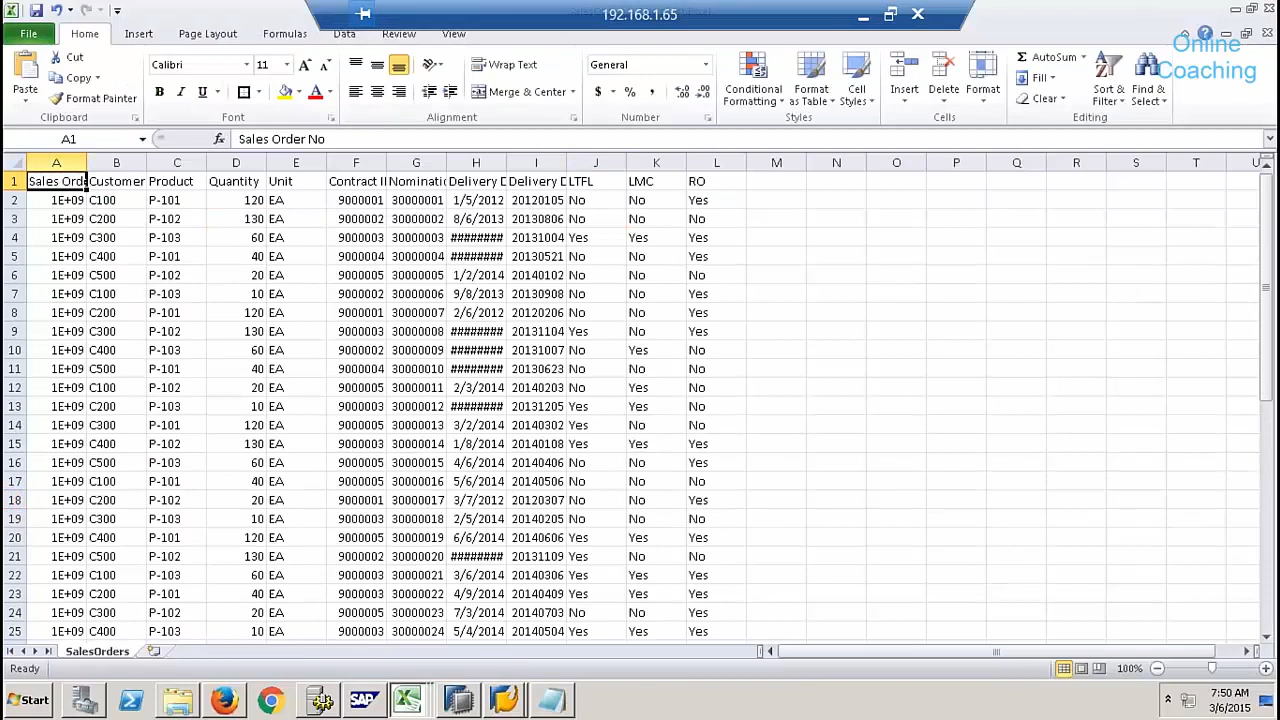 192.168.1.65
File Home Insert Page Layout Formulas Data Review View
Online
Coaching
Paste
Cut
Copy
Format Painter
Clipboard
Calibri 11
B I U
A A
Font
Wrap Text
Merge & Center
Alignment
General
$ % ,
Number
Conditional
Formatting
Format
as Table
Cell
Styles
Styles
Insert Delete Format
Cells
AutoSum
Fill
Clear
Sort &
Filter
Find &
Select
Editing
A1 fx Sales Order No
A B C D E F G H I J K L M N O P Q R S T U
1 Sales Orde Customer Product Quantity Unit Contract I Nominatio Delivery D Delivery D LTFL LMC RO
2 1E+09 C100 P-101 120 EA 9000001 30000001 1/5/2012 20120105 No No Yes
3 1E+09 C200 P-102 130 EA 9000002 30000002 8/6/2013 20130806 No No No
4 1E+09 C300 P-103 60 EA 9000003 30000003 ######## 20131004 Yes Yes Yes
5 1E+09 C400 P-101 40 EA 9000004 30000004 ######## 20130521 No No Yes
6 1E+09 C500 P-102 20 EA 9000005 30000005 1/2/2014 20140102 No No No
7 1E+09 C100 P-103 10 EA 9000002 30000006 9/8/2013 20130908 No No Yes
8 1E+09 C200 P-101 120 EA 9000001 30000007 2/6/2012 20120206 No No Yes
9 1E+09 C300 P-102 130 EA 9000003 30000008 ######## 20131104 Yes No Yes
10 1E+09 C400 P-103 60 EA 9000002 30000009 ######## 20131007 No Yes No
11 1E+09 C500 P-101 40 EA 9000004 30000010 ######## 20130623 No No No
12 1E+09 C100 P-102 20 EA 9000005 30000011 2/3/2014 20140203 No Yes No
13 1E+09 C200 P-103 10 EA 9000003 30000012 ######## 20131205 Yes Yes No
14 1E+09 C300 P-101 120 EA 9000005 30000013 3/2/2014 20140302 Yes No Yes
15 1E+09 C400 P-102 130 EA 9000003 30000014 1/8/2014 20140108 Yes Yes Yes
16 1E+09 C500 P-103 60 EA 9000005 30000015 4/6/2014 20140406 No No Yes
17 1E+09 C100 P-101 40 EA 9000005 30000016 5/6/2014 20140506 No No No
18 1E+09 C200 P-102 20 EA 9000001 30000017 3/7/2012 20120307 No No Yes
19 1E+09 C300 P-103 10 EA 9000003 30000018 2/5/2014 20140205 No No No
20 1E+09 C400 P-101 120 EA 9000005 30000019 6/6/2014 20140606 Yes Yes Yes
21 1E+09 C500 P-102 130 EA 9000002 30000020 ######## 20131109 Yes No No
22 1E+09 C100 P-103 60 EA 9000003 30000021 3/6/2014 20140306 Yes Yes Yes
23 1E+09 C200 P-101 40 EA 9000003 30000022 4/9/2014 20140409 Yes Yes Yes
24 1E+09 C300 P-102 20 EA 9000005 30000023 7/3/2014 20140703 No No Yes
25 1E+09 C400 P-103 10 EA 9000003 30000024 5/4/2014 20140504 Yes Yes Yes
SalesOrders
Ready 100%
Start SAP 7:50 AM
3/6/2015